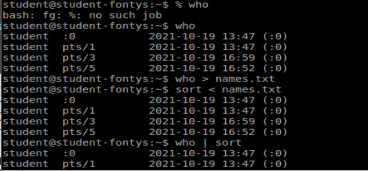 student@student-fontys:~$ % who
bash: fg: %: no such job
student@student-fontys:~$ who
student  :0           2021-10-19 13:47 (:0)
student  pts/1        2021-10-19 13:47 (:0)
student  pts/3        2021-10-19 16:59 (:0)
student  pts/5        2021-10-19 16:52 (:0)
student@student-fontys:~$ who > names.txt
student@student-fontys:~$ sort < names.txt
student  :0           2021-10-19 13:47 (:0)
student  pts/1        2021-10-19 13:47 (:0)
student  pts/3        2021-10-19 16:59 (:0)
student  pts/5        2021-10-19 16:52 (:0)
student@student-fontys:~$ who | sort
student  :0           2021-10-19 13:47 (:0)
student  pts/1        2021-10-19 13:47 (:0)